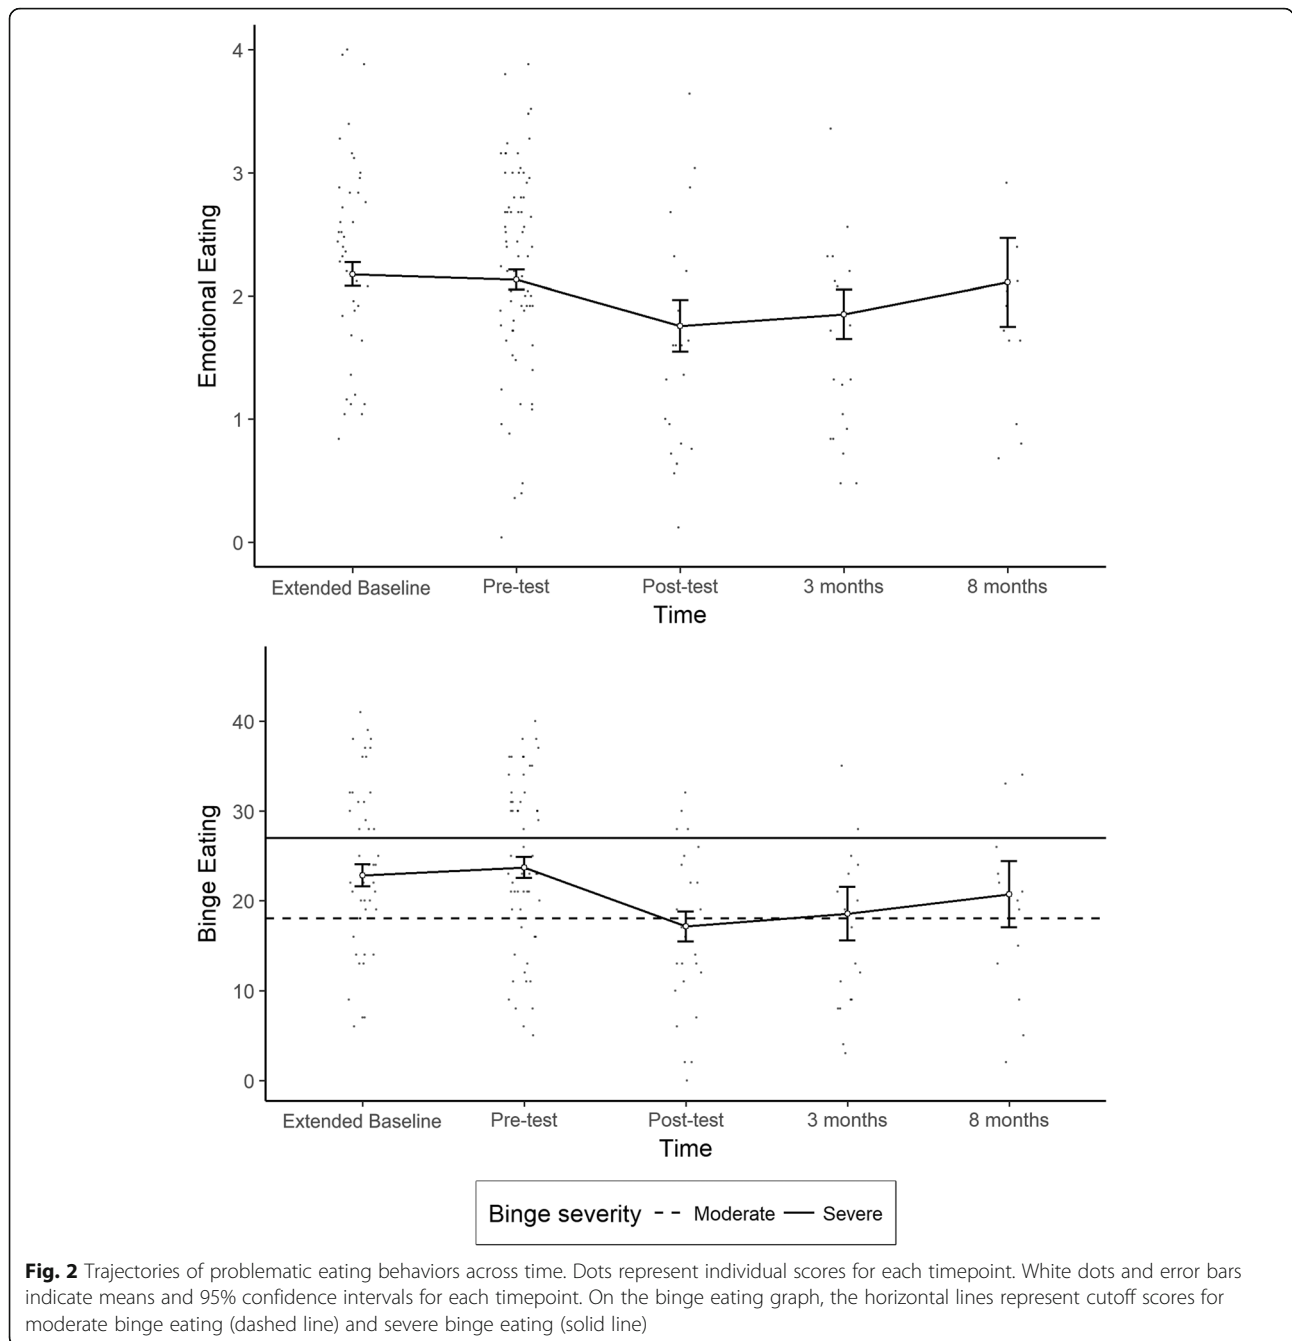 4
3
2
1
0
Emotional Eating
Extended Baseline Pre-test Post-test 3 months 8 months
Time
40
30
20
10
0
Binge Eating
Extended Baseline Pre-test Post-test 3 months 8 months
Time
Binge severity Moderate Severe
Fig. 2 Trajectories of problematic eating behaviors across time. Dots represent individual scores for each timepoint. White dots and error bars
indicate means and 95% confidence intervals for each timepoint. On the binge eating graph, the horizontal lines represent cutoff scores for
moderate binge eating (dashed line) and severe binge eating (solid line)